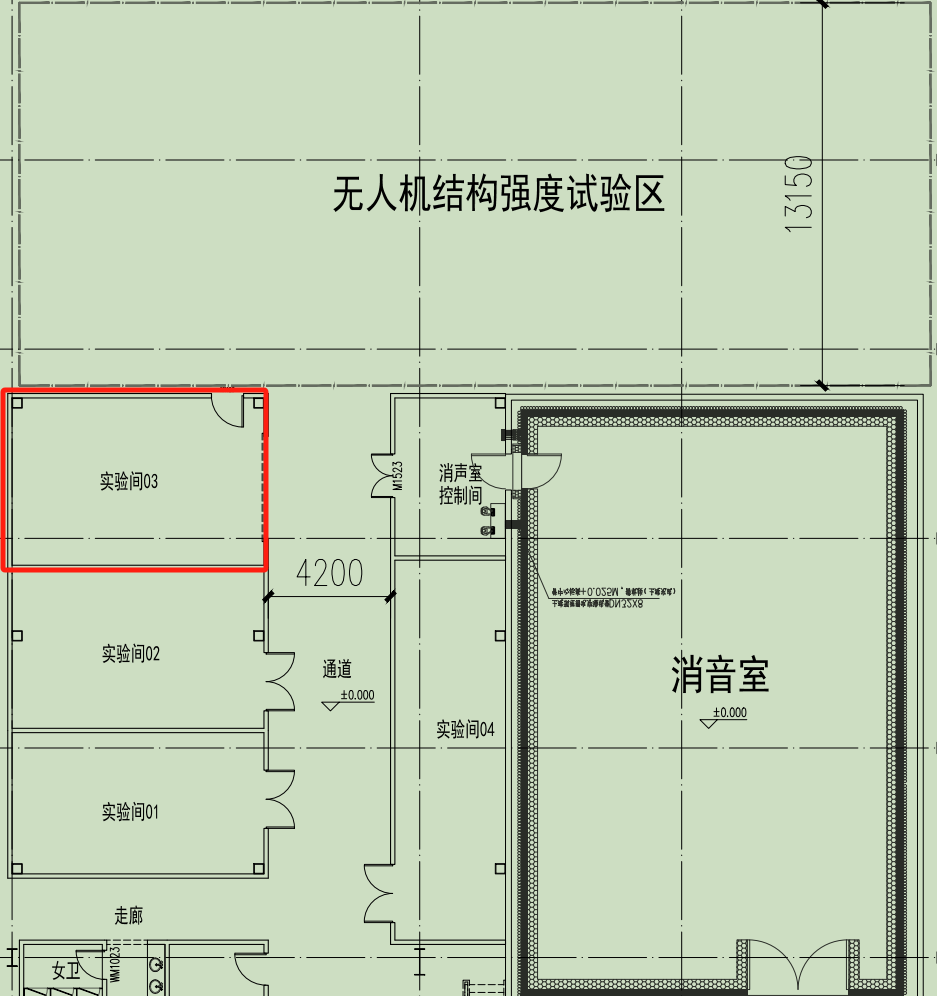 无人机结构强度试验区
13150
实验间03
M1523
消声室
控制间
4200
实验间02
通道
±0.000
消音室
±0.000
实验间04
实验间01
走廊
女卫
WM1023